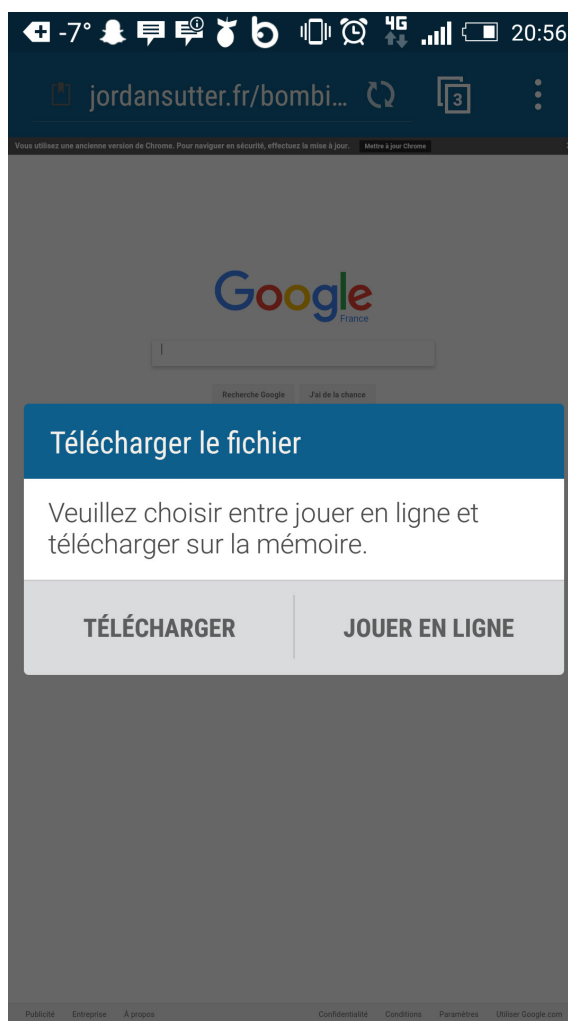 -7° 4G 20:56
jordansutter.fr/bombi... 3
Vous utilisez une ancienne version de Chrome. Pour naviguer en sécurité, effectuez la mise à jour. Mettre à jour Chrome
Google
France
Recherche Google J'ai de la chance
Télécharger le fichier
Veuillez choisir entre jouer en ligne et
télécharger sur la mémoire.
TÉLÉCHARGER JOUER EN LIGNE
Publicité Entreprise À propos Confidentialité Conditions Paramètres Utiliser Google.com